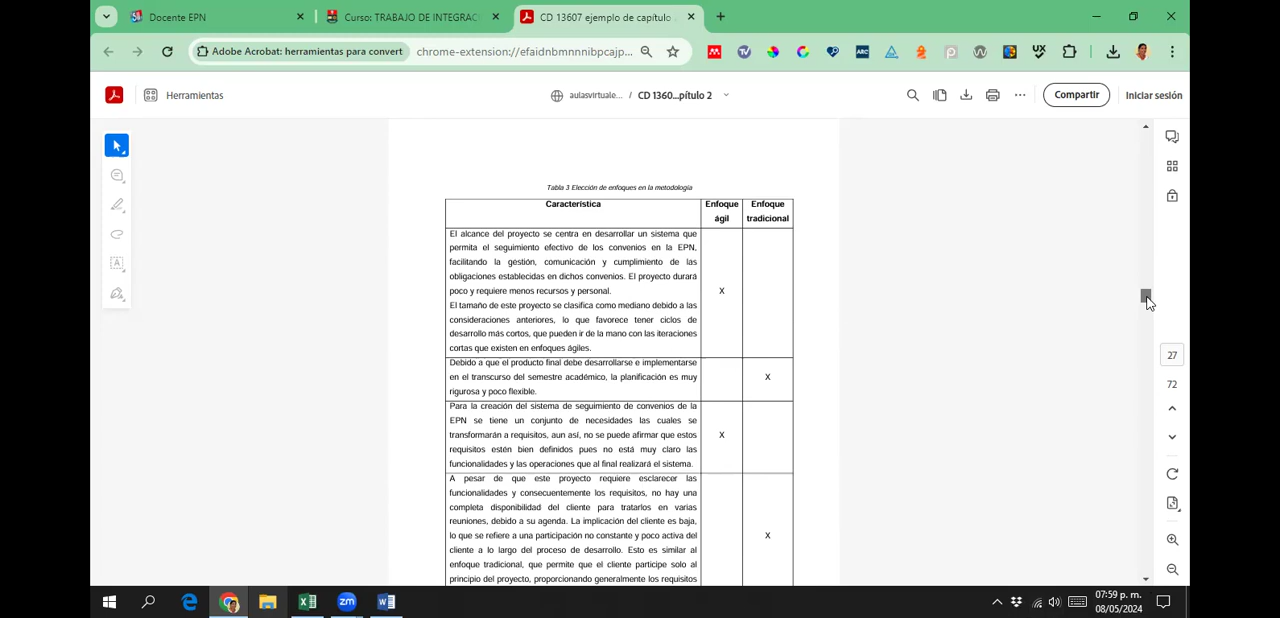 Docente EPN
Curso: TRABAJO DE INTEGRAC
CD 13607 ejemplo de capítulo
Adobe Acrobat: herramientas para convert
chrome-extension://efaidnbmnnnibpcajp...
Herramientas
aulasvirtuale... / CD 1360...pítulo 2
Compartir
Iniciar sesión
Tabla 3 Elección de enfoques en la metodología
Característica
Enfoque ágil
Enfoque tradicional
El alcance del proyecto se centra en desarrollar un sistema que
permita el seguimiento efectivo de los convenios en la EPN,
facilitando la gestión, comunicación y cumplimiento de las
obligaciones establecidas en dichos convenios. El proyecto durará
poco y requiere menos recursos y personal.
X
El tamaño de este proyecto se clasifica como mediano debido a las
consideraciones anteriores, lo que favorece tener ciclos de
desarrollo más cortos, que pueden ir de la mano con las iteraciones
cortas que existen en enfoques ágiles.
Debido a que el producto final debe desarrollarse e implementarse
en el transcurso del semestre académico, la planificación es muy
rigurosa y poco flexible.
X
Para la creación del sistema de seguimiento de convenios de la
EPN se tiene un conjunto de necesidades las cuales se
transformarán a requisitos, aun así, no se puede afirmar que estos
requisitos estén bien definidos pues no está muy claro las
funcionalidades y las operaciones que al final realizará el sistema.
X
A pesar de que este proyecto requiere esclarecer las
funcionalidades y consecuentemente los requisitos, no hay una
completa disponibilidad del cliente para tratarlos en varias
reuniones, debido a su agenda. La implicación del cliente es baja,
lo que se refiere a una participación no constante y poco activa del
cliente a lo largo del proceso de desarrollo. Esto es similar al
enfoque tradicional, que permite que el cliente participe solo al
principio del proyecto, proporcionando generalmente los requisitos
X
27
72
ARC
zm
07:59 p. m.
08/05/2024